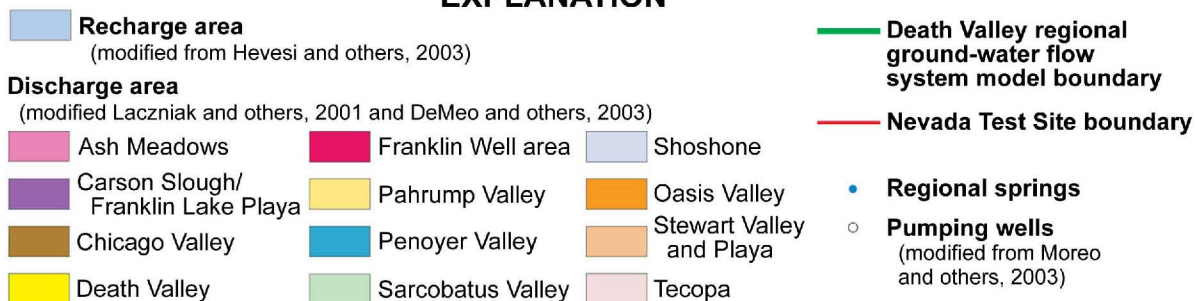 EXPLANATION
Recharge area
(modified from Hevesi and others, 2003)
Discharge area
(modified Laczniak and others, 2001 and DeMeo and others, 2003)
Ash Meadows
Carson Slough/
Franklin Lake Playa
Chicago Valley
Death Valley
Franklin Well area
Pahrump Valley
Penoyer Valley
Sarcobatus Valley
Shoshone
Oasis Valley
Stewart Valley
and Playa
Tecopa
Death Valley regional
ground-water flow
system model boundary
Nevada Test Site boundary
Regional springs
Pumping wells
(modified from Moreo
and others, 2003)